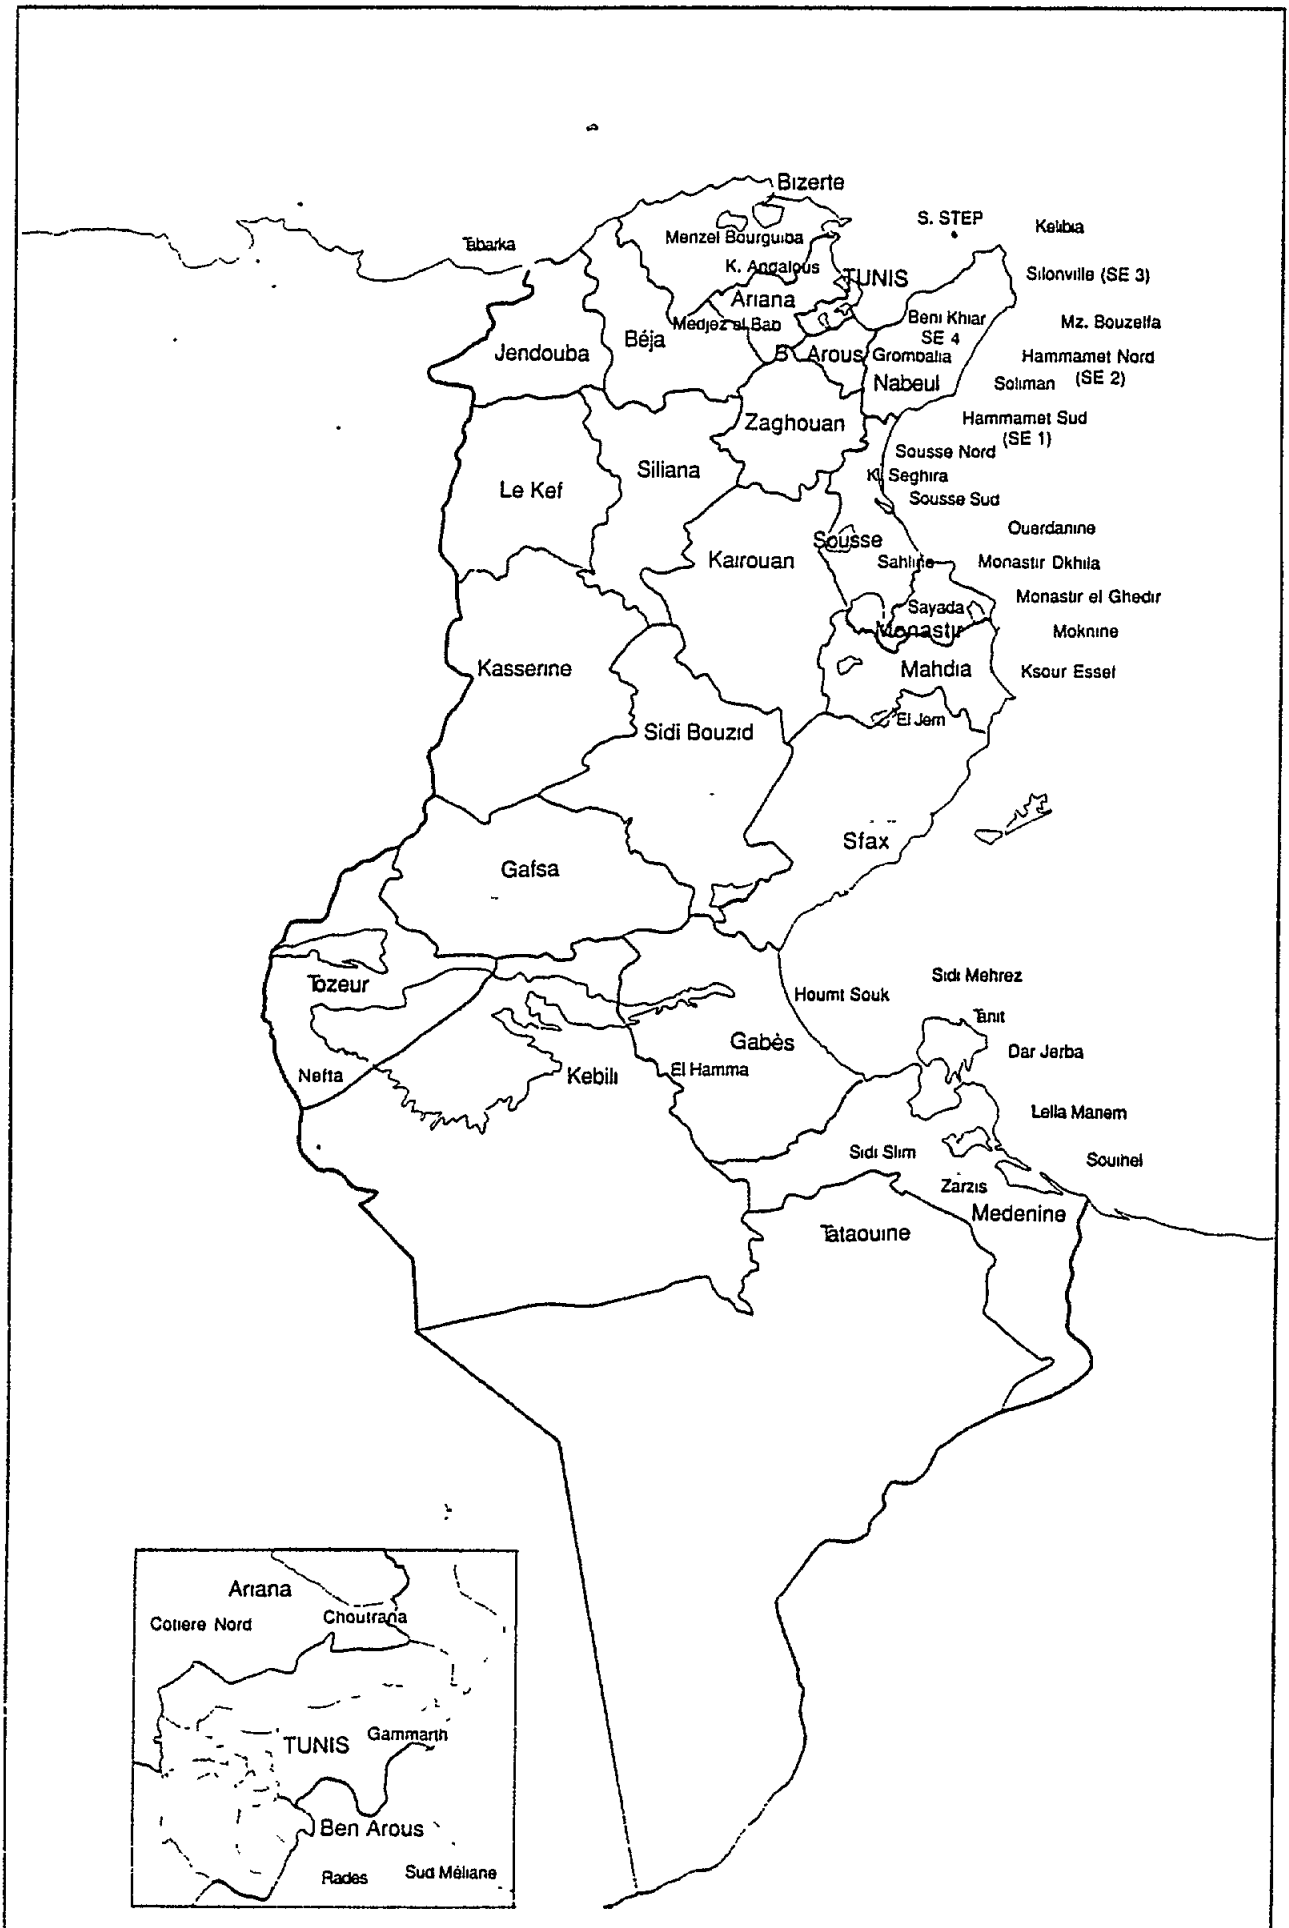 Bizerte
S. STEP
Kelibia
Tabarka
Menzel Bourguiba
K. Andalous
TUNIS
Silonville (SE 3)
Ariana
Medjez el Bab
Beni Khiar
SE 4
Mz. Bouzelfa
Béja
Jendouba
B Arous
Grombalia
Hammamet Nord
(SE 2)
Nabeul
Soliman
Zaghouan
Hammamet Sud
(SE 1)
Sousse Nord
Siliana
K. Seghira
Le Kef
Sousse Sud
Ouerdanine
Sousse
Kairouan
Sahline
Monastir Dkhila
Monastir el Ghedir
Sayada
Monastir
Moknine
Kasserine
Mahdia
Ksour Essef
El Jem
Sidi Bouzid
Sfax
Gafsa
Sidi Mehrez
Tozeur
Houmt Souk
Tanit
Gabès
Dar Jerba
Nefta
Kebili
El Hamma
Lella Mariem
Sidi Slim
Souihel
Zarzis
Medenine
Tataouine
Ariana
Cotiere Nord
Choutrana
TUNIS
Gammarth
Ben Arous
Rades
Sud Méliane